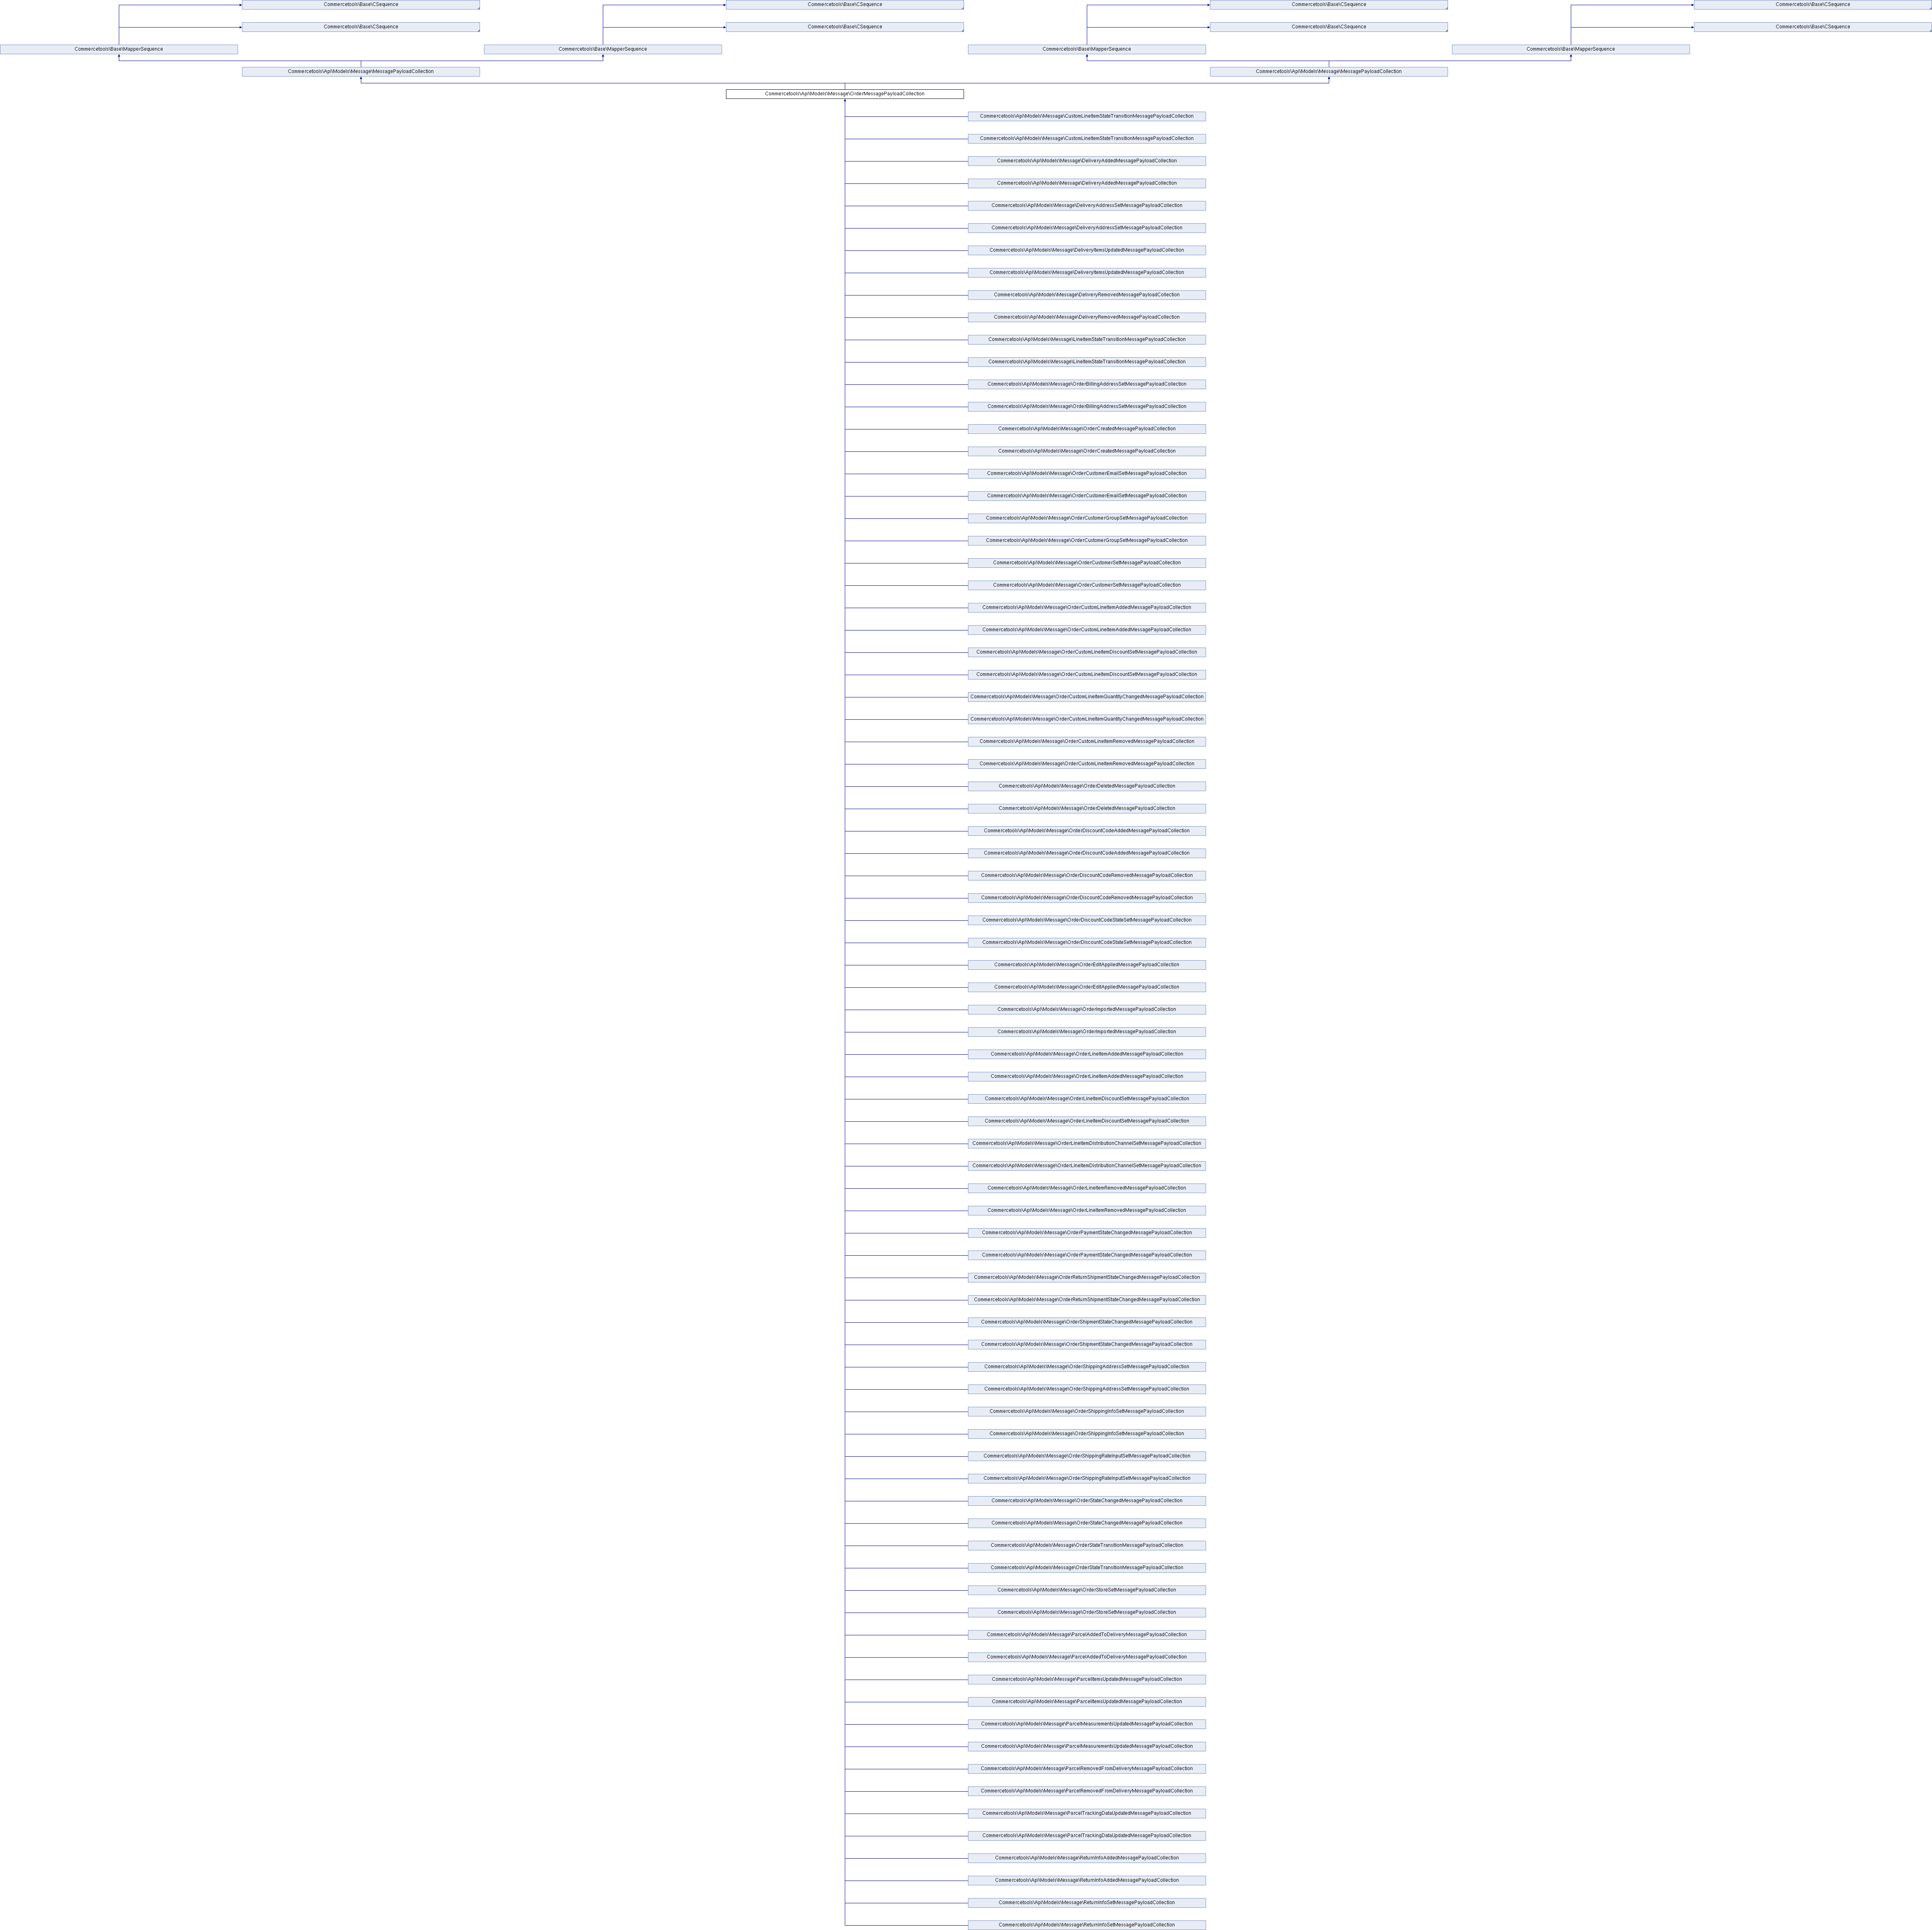 Commercetools\Base\CSequence
Commercetools\Base\CSequence
Commercetools\Base\CSequence
Commercetools\Base\CSequence
Commercetools\Base\CSequence
Commercetools\Base\CSequence
Commercetools\Base\CSequence
Commercetools\Base\CSequence
Commercetools\Base\MapperSequence
Commercetools\Base\MapperSequence
Commercetools\Base\MapperSequence
Commercetools\Base\MapperSequence
Commercetools\Api\Models\Message\MessagePayloadCollection
Commercetools\Api\Models\Message\MessagePayloadCollection
Commercetools\Api\Models\Message\OrderMessagePayloadCollection
Commercetools\Api\Models\Message\CustomLineItemStateTransitionMessagePayloadCollection
Commercetools\Api\Models\Message\CustomLineItemStateTransitionMessagePayloadCollection
Commercetools\Api\Models\Message\DeliveryAddedMessagePayloadCollection
Commercetools\Api\Models\Message\DeliveryAddedMessagePayloadCollection
Commercetools\Api\Models\Message\DeliveryAddressSetMessagePayloadCollection
Commercetools\Api\Models\Message\DeliveryAddressSetMessagePayloadCollection
Commercetools\Api\Models\Message\DeliveryItemsUpdatedMessagePayloadCollection
Commercetools\Api\Models\Message\DeliveryItemsUpdatedMessagePayloadCollection
Commercetools\Api\Models\Message\DeliveryRemovedMessagePayloadCollection
Commercetools\Api\Models\Message\DeliveryRemovedMessagePayloadCollection
Commercetools\Api\Models\Message\LineItemStateTransitionMessagePayloadCollection
Commercetools\Api\Models\Message\LineItemStateTransitionMessagePayloadCollection
Commercetools\Api\Models\Message\OrderBillingAddressSetMessagePayloadCollection
Commercetools\Api\Models\Message\OrderBillingAddressSetMessagePayloadCollection
Commercetools\Api\Models\Message\OrderCreatedMessagePayloadCollection
Commercetools\Api\Models\Message\OrderCreatedMessagePayloadCollection
Commercetools\Api\Models\Message\OrderCustomerEmailSetMessagePayloadCollection
Commercetools\Api\Models\Message\OrderCustomerEmailSetMessagePayloadCollection
Commercetools\Api\Models\Message\OrderCustomerGroupSetMessagePayloadCollection
Commercetools\Api\Models\Message\OrderCustomerGroupSetMessagePayloadCollection
Commercetools\Api\Models\Message\OrderCustomerSetMessagePayloadCollection
Commercetools\Api\Models\Message\OrderCustomerSetMessagePayloadCollection
Commercetools\Api\Models\Message\OrderCustomLineItemAddedMessagePayloadCollection
Commercetools\Api\Models\Message\OrderCustomLineItemAddedMessagePayloadCollection
Commercetools\Api\Models\Message\OrderCustomLineItemDiscountSetMessagePayloadCollection
Commercetools\Api\Models\Message\OrderCustomLineItemDiscountSetMessagePayloadCollection
Commercetools\Api\Models\Message\OrderCustomLineItemQuantityChangedMessagePayloadCollection
Commercetools\Api\Models\Message\OrderCustomLineItemQuantityChangedMessagePayloadCollection
Commercetools\Api\Models\Message\OrderCustomLineItemRemovedMessagePayloadCollection
Commercetools\Api\Models\Message\OrderCustomLineItemRemovedMessagePayloadCollection
Commercetools\Api\Models\Message\OrderDeletedMessagePayloadCollection
Commercetools\Api\Models\Message\OrderDeletedMessagePayloadCollection
Commercetools\Api\Models\Message\OrderDiscountCodeAddedMessagePayloadCollection
Commercetools\Api\Models\Message\OrderDiscountCodeAddedMessagePayloadCollection
Commercetools\Api\Models\Message\OrderDiscountCodeRemovedMessagePayloadCollection
Commercetools\Api\Models\Message\OrderDiscountCodeRemovedMessagePayloadCollection
Commercetools\Api\Models\Message\OrderDiscountCodeStateSetMessagePayloadCollection
Commercetools\Api\Models\Message\OrderDiscountCodeStateSetMessagePayloadCollection
Commercetools\Api\Models\Message\OrderEditAppliedMessagePayloadCollection
Commercetools\Api\Models\Message\OrderEditAppliedMessagePayloadCollection
Commercetools\Api\Models\Message\OrderImportedMessagePayloadCollection
Commercetools\Api\Models\Message\OrderImportedMessagePayloadCollection
Commercetools\Api\Models\Message\OrderLineItemAddedMessagePayloadCollection
Commercetools\Api\Models\Message\OrderLineItemAddedMessagePayloadCollection
Commercetools\Api\Models\Message\OrderLineItemDiscountSetMessagePayloadCollection
Commercetools\Api\Models\Message\OrderLineItemDiscountSetMessagePayloadCollection
Commercetools\Api\Models\Message\OrderLineItemDistributionChannelSetMessagePayloadCollection
Commercetools\Api\Models\Message\OrderLineItemDistributionChannelSetMessagePayloadCollection
Commercetools\Api\Models\Message\OrderLineItemRemovedMessagePayloadCollection
Commercetools\Api\Models\Message\OrderLineItemRemovedMessagePayloadCollection
Commercetools\Api\Models\Message\OrderPaymentStateChangedMessagePayloadCollection
Commercetools\Api\Models\Message\OrderPaymentStateChangedMessagePayloadCollection
Commercetools\Api\Models\Message\OrderReturnShipmentStateChangedMessagePayloadCollection
Commercetools\Api\Models\Message\OrderReturnShipmentStateChangedMessagePayloadCollection
Commercetools\Api\Models\Message\OrderShipmentStateChangedMessagePayloadCollection
Commercetools\Api\Models\Message\OrderShipmentStateChangedMessagePayloadCollection
Commercetools\Api\Models\Message\OrderShippingAddressSetMessagePayloadCollection
Commercetools\Api\Models\Message\OrderShippingAddressSetMessagePayloadCollection
Commercetools\Api\Models\Message\OrderShippingInfoSetMessagePayloadCollection
Commercetools\Api\Models\Message\OrderShippingInfoSetMessagePayloadCollection
Commercetools\Api\Models\Message\OrderShippingRateInputSetMessagePayloadCollection
Commercetools\Api\Models\Message\OrderShippingRateInputSetMessagePayloadCollection
Commercetools\Api\Models\Message\OrderStateChangedMessagePayloadCollection
Commercetools\Api\Models\Message\OrderStateChangedMessagePayloadCollection
Commercetools\Api\Models\Message\OrderStateTransitionMessagePayloadCollection
Commercetools\Api\Models\Message\OrderStateTransitionMessagePayloadCollection
Commercetools\Api\Models\Message\OrderStoreSetMessagePayloadCollection
Commercetools\Api\Models\Message\OrderStoreSetMessagePayloadCollection
Commercetools\Api\Models\Message\ParcelAddedToDeliveryMessagePayloadCollection
Commercetools\Api\Models\Message\ParcelAddedToDeliveryMessagePayloadCollection
Commercetools\Api\Models\Message\ParcelItemsUpdatedMessagePayloadCollection
Commercetools\Api\Models\Message\ParcelItemsUpdatedMessagePayloadCollection
Commercetools\Api\Models\Message\ParcelMeasurementsUpdatedMessagePayloadCollection
Commercetools\Api\Models\Message\ParcelMeasurementsUpdatedMessagePayloadCollection
Commercetools\Api\Models\Message\ParcelRemovedFromDeliveryMessagePayloadCollection
Commercetools\Api\Models\Message\ParcelRemovedFromDeliveryMessagePayloadCollection
Commercetools\Api\Models\Message\ParcelTrackingDataUpdatedMessagePayloadCollection
Commercetools\Api\Models\Message\ParcelTrackingDataUpdatedMessagePayloadCollection
Commercetools\Api\Models\Message\ReturnInfoAddedMessagePayloadCollection
Commercetools\Api\Models\Message\ReturnInfoAddedMessagePayloadCollection
Commercetools\Api\Models\Message\ReturnInfoSetMessagePayloadCollection
Commercetools\Api\Models\Message\ReturnInfoSetMessagePayloadCollection